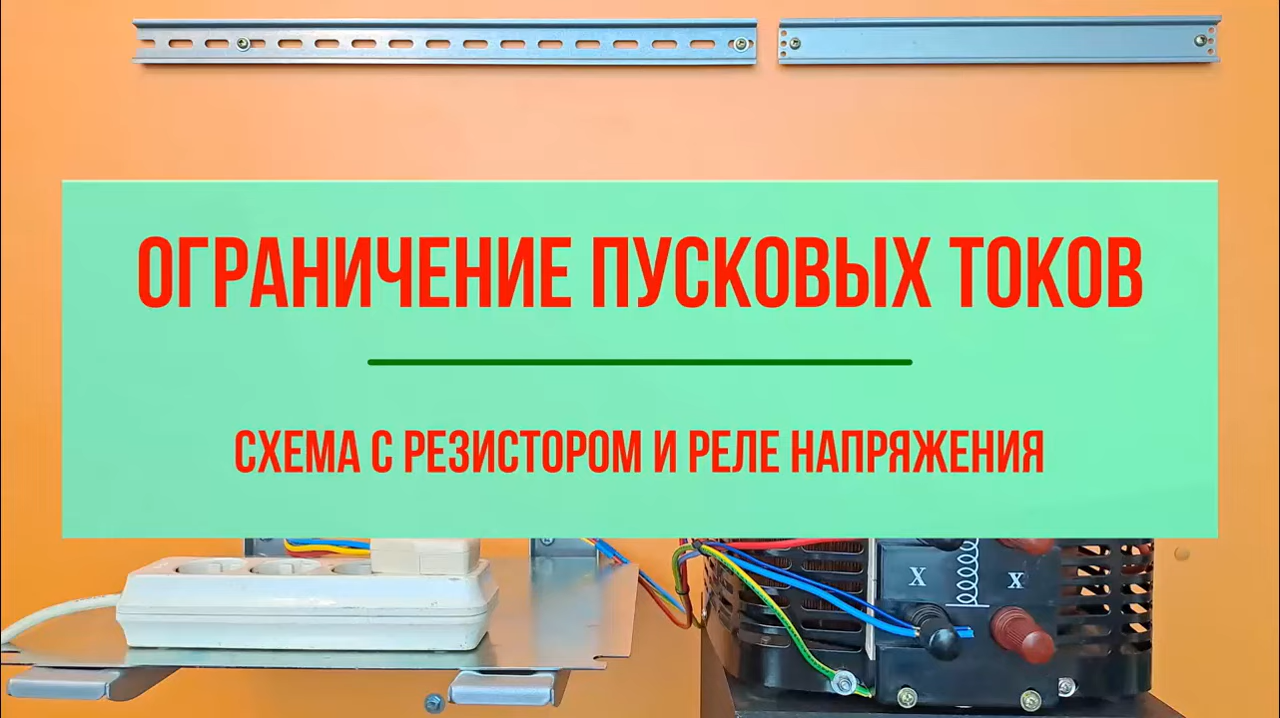 ОГРАНИЧЕНИЕ ПУСКОВЫХ ТОКОВ
СХЕМА С РЕЗИСТОРОМ И РЕЛЕ НАПРЯЖЕНИЯ
X X